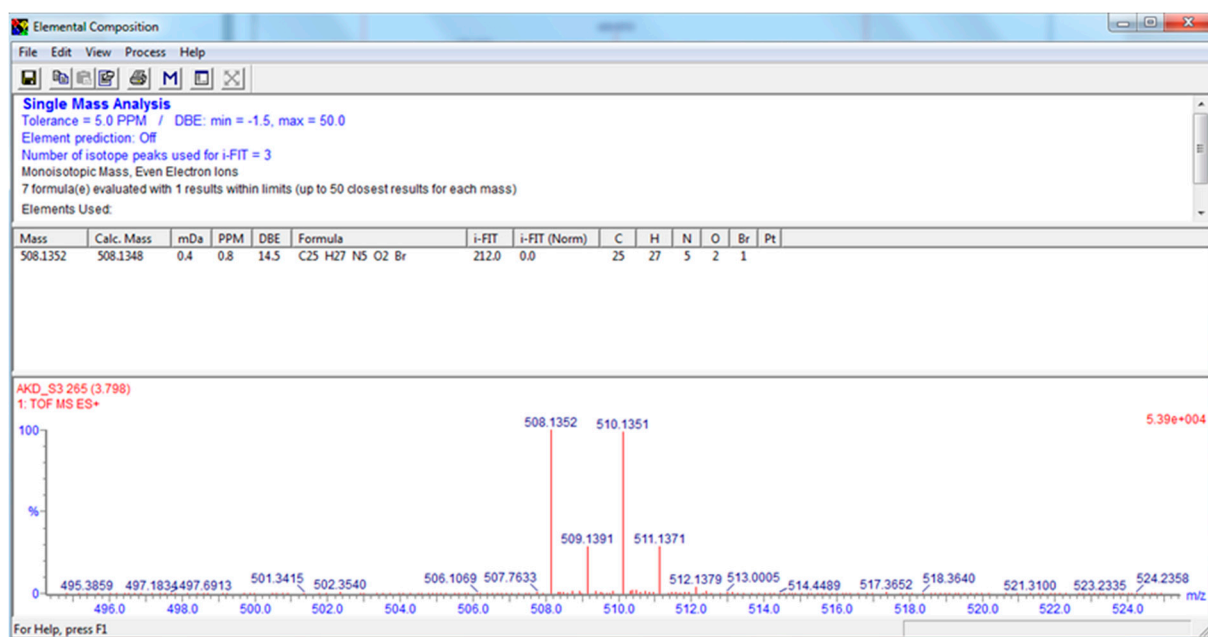 Elemental Composition
File Edit View Process Help
M
Single Mass Analysis
Tolerance = 5.0 PPM / DBE: min = -1.5, max = 50.0
Element prediction: Off
Number of isotope peaks used for i-FIT = 3
Monoisotopic Mass, Even Electron Ions
7 formula(e) evaluated with 1 results within limits (up to 50 closest results for each mass)
Elements Used:
Mass Calc. Mass mDa PPM DBE Formula i-FIT i-FIT (Norm) C H N O Br Pt
508.1352 508.1348 0.4 0.8 14.5 C25 H27 N5 O2 Br 212.0 0.0 25 27 5 2 1
AKD_S3 265 (3.798)
1: TOF MS ES+
5.39e+004
100
%
0
508.1352 510.1351
509.1391 511.1371
495.3859 497.1834 497.6913 501.3415 502.3540 506.1069 507.7633 512.1379 513.0005 514.4489 517.3652 518.3640 521.3100 523.2335 524.2358
496.0 498.0 500.0 502.0 504.0 506.0 508.0 510.0 512.0 514.0 516.0 518.0 520.0 522.0 524.0
m/z
For Help, press F1